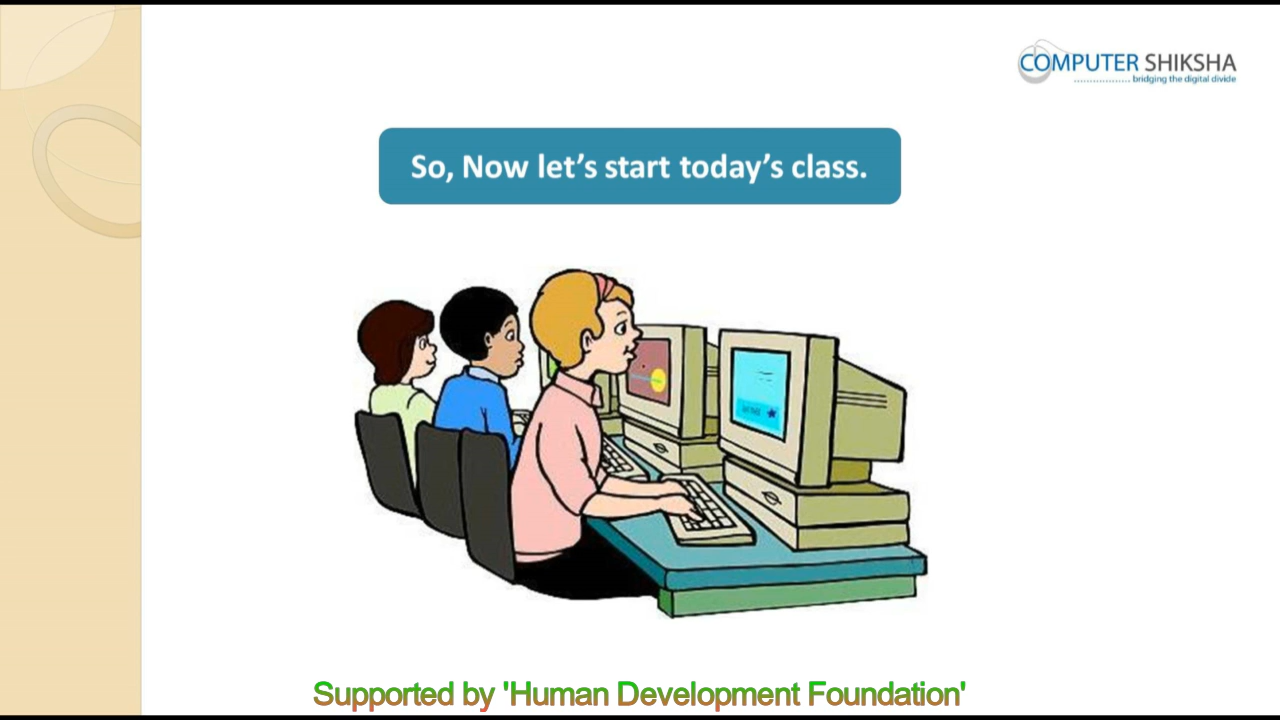 COMPUTER SHIKSHA
bridging the digital divide
So, Now let's start today's class.
Supported by 'Human Development Foundation'